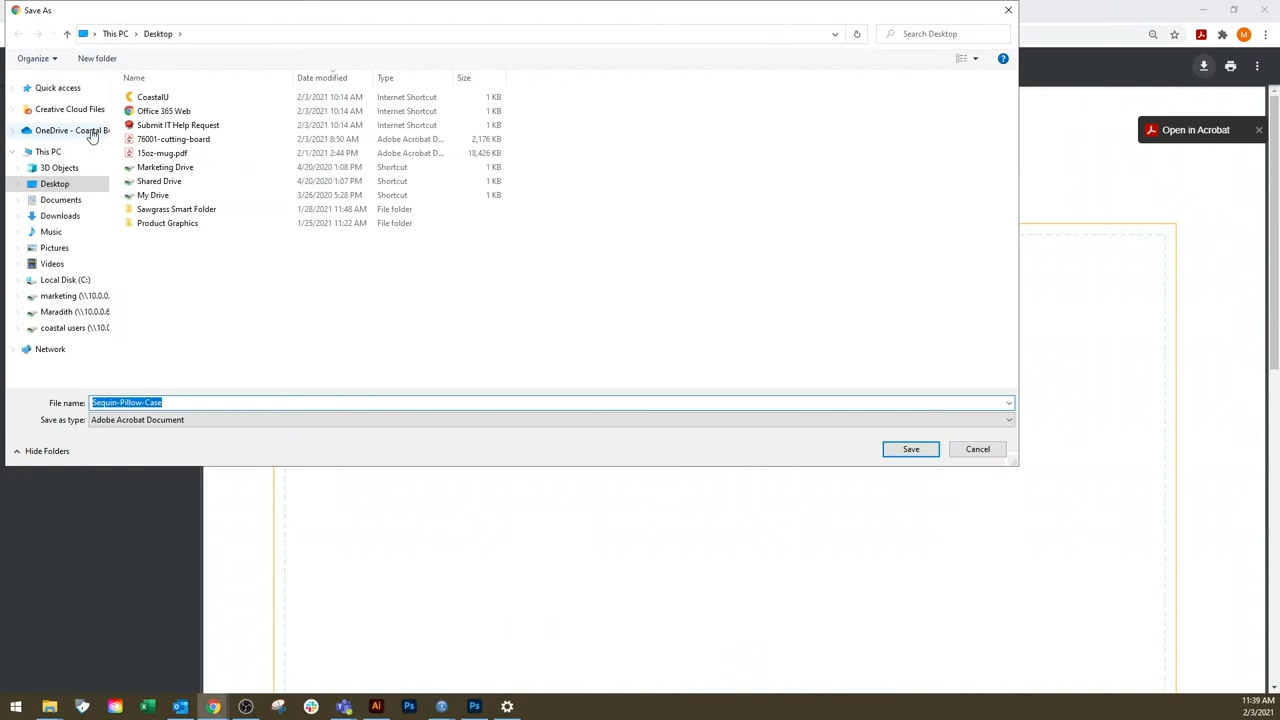 Save As
This PC
Desktop
Search Desktop
Organize
New folder
Name
Date modified
Type
Size
Quick access
Creative Cloud Files
OneDrive - Coastal B
This PC
3D Objects
Desktop
Documents
Downloads
Music
Pictures
Videos
Local Disk (C:)
marketing (\\10.0.0.
Maradith (\\10.0.0.6
coastal users (\\10.0
Network
CoastalU 2/3/2021 10:14 AM Internet Shortcut 1 KB
Office 365 Web 2/3/2021 10:14 AM Internet Shortcut 1 KB
Submit IT Help Request 2/3/2021 10:14 AM Internet Shortcut 1 KB
76001-cutting-board 2/3/2021 8:50 AM Adobe Acrobat D... 2,176 KB
15oz-mug.pdf 2/1/2021 2:44 PM Adobe Acrobat D... 18,426 KB
Marketing Drive 4/20/2020 1:08 PM Shortcut 1 KB
Shared Drive 4/20/2020 1:07 PM Shortcut 1 KB
My Drive 3/26/2020 5:28 PM Shortcut 1 KB
Sawgrass Smart Folder 1/28/2021 11:48 AM File folder
Product Graphics 1/25/2021 11:22 AM File folder
File name: Sequin-Pillow-Case
Save as type: Adobe Acrobat Document
Hide Folders
Save
Cancel
M
Open in Acrobat
Ai
Ps
Ps
11:39 AM
2/3/2021